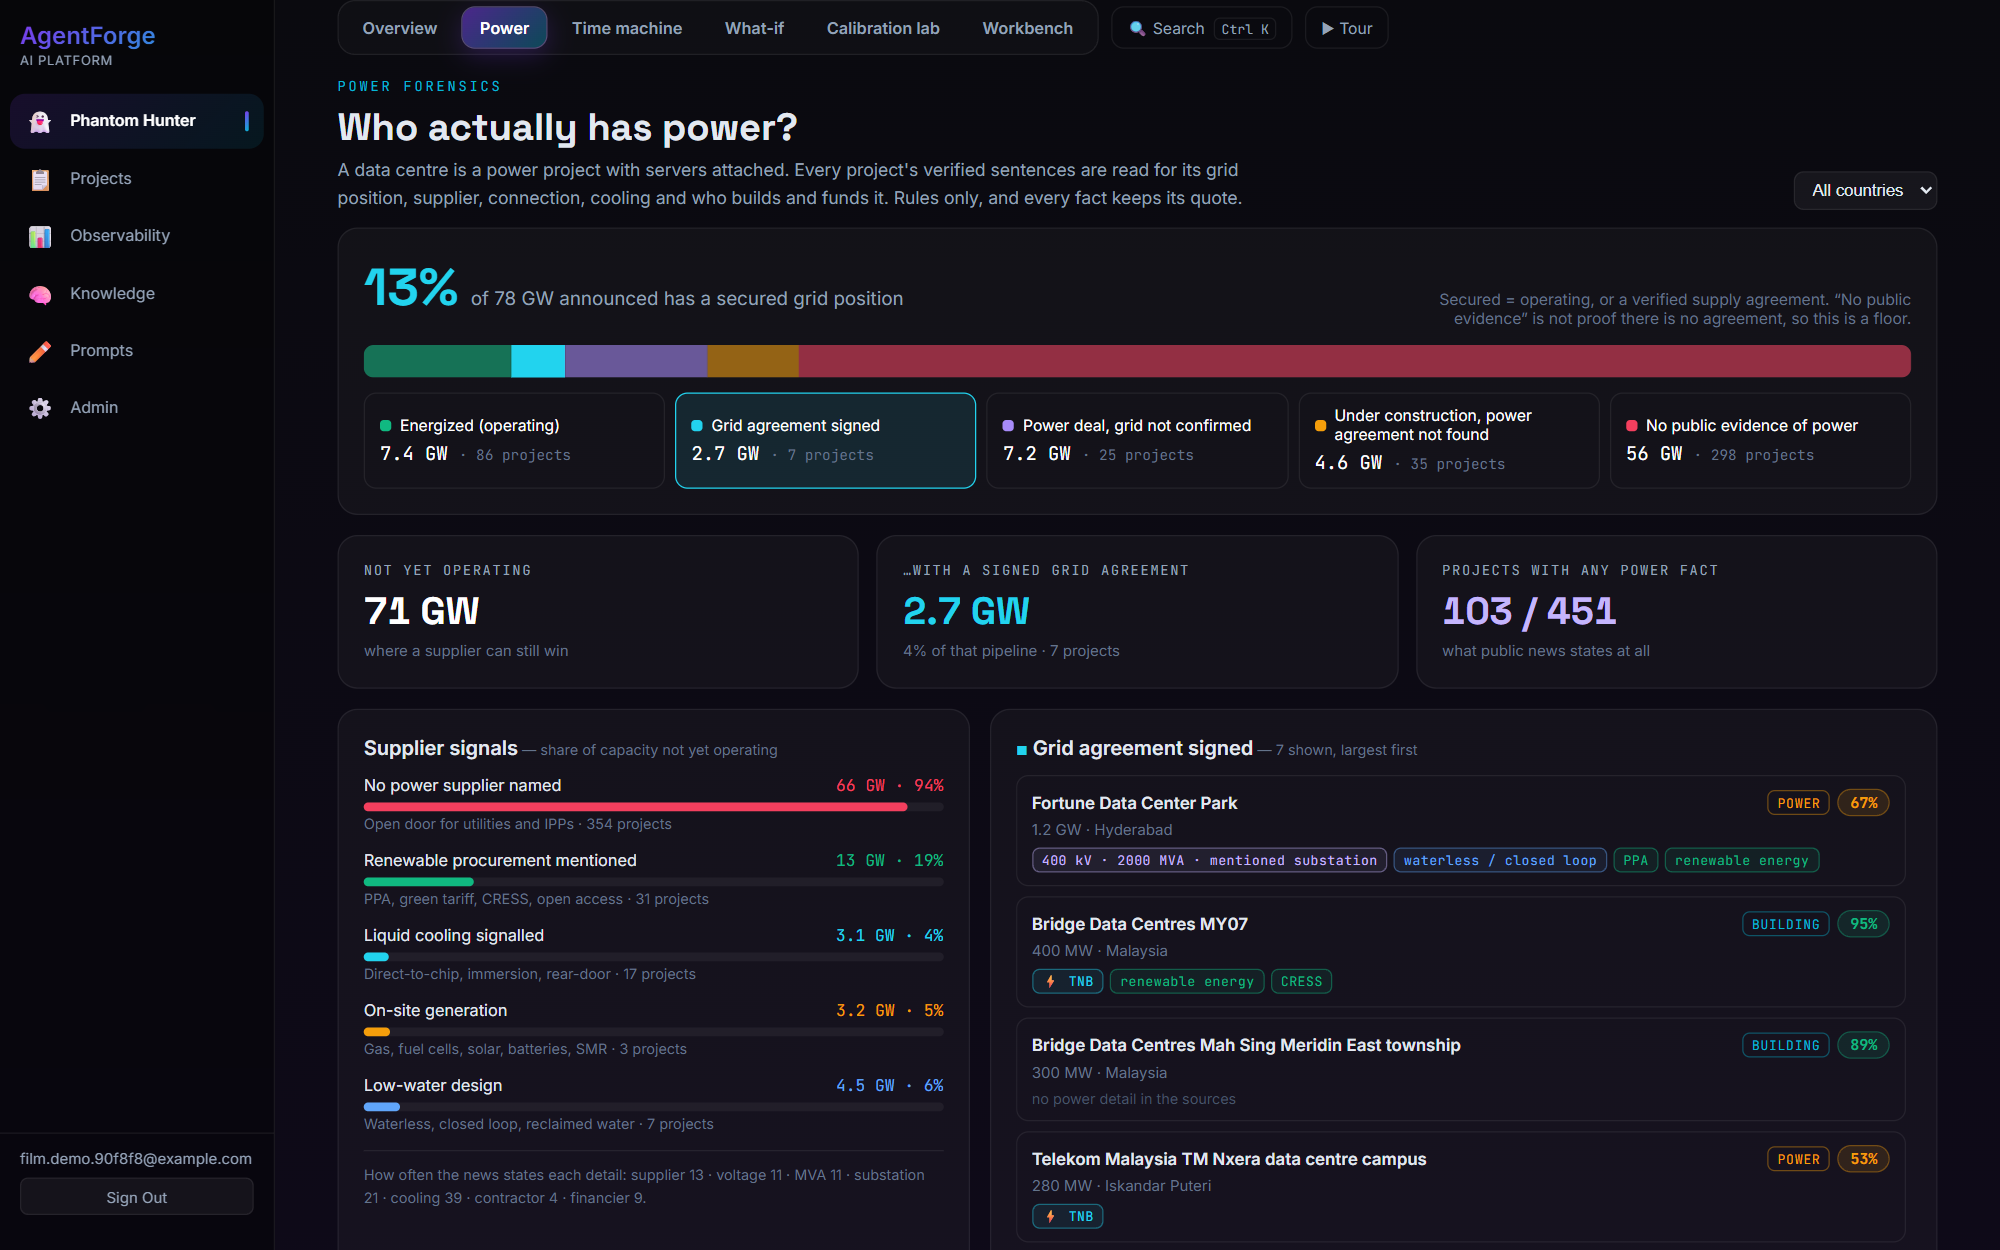 AgentForge
AI PLATFORM
Phantom Hunter
Projects
Observability
Knowledge
Prompts
Admin
film.demo.90f8f8@example.com
Sign Out
Overview
Power
Time machine
What-if
Calibration lab
Workbench
Search Ctrl K
▶ Tour
POWER FORENSICS
Who actually has power?
A data centre is a power project with servers attached. Every project's verified sentences are read for its grid
position, supplier, connection, cooling and who builds and funds it. Rules only, and every fact keeps its quote.
All countries
13% of 78 GW announced has a secured grid position
Secured = operating, or a verified supply agreement. “No public
evidence” is not proof there is no agreement, so this is a floor.
Energized (operating)
7.4 GW · 86 projects
Grid agreement signed
2.7 GW · 7 projects
Power deal, grid not confirmed
7.2 GW · 25 projects
Under construction, power
agreement not found
4.6 GW · 35 projects
No public evidence of power
56 GW · 298 projects
NOT YET OPERATING
71 GW
where a supplier can still win
…WITH A SIGNED GRID AGREEMENT
2.7 GW
4% of that pipeline · 7 projects
PROJECTS WITH ANY POWER FACT
103 / 451
what public news states at all
Supplier signals — share of capacity not yet operating
No power supplier named 66 GW · 94%
Open door for utilities and IPPs · 354 projects
Renewable procurement mentioned 13 GW · 19%
PPA, green tariff, CRESS, open access · 31 projects
Liquid cooling signalled 3.1 GW · 4%
Direct-to-chip, immersion, rear-door · 17 projects
On-site generation 3.2 GW · 5%
Gas, fuel cells, solar, batteries, SMR · 3 projects
Low-water design 4.5 GW · 6%
Waterless, closed loop, reclaimed water · 7 projects
How often the news states each detail: supplier 13 · voltage 11 · MVA 11 · substation
21 · cooling 39 · contractor 4 · financier 9.
Grid agreement signed — 7 shown, largest first
Fortune Data Center Park POWER 67%
1.2 GW · Hyderabad
400 kV · 2000 MVA · mentioned substation waterless / closed loop PPA renewable energy
Bridge Data Centres MY07 BUILDING 95%
400 MW · Malaysia
TNB renewable energy CRESS
Bridge Data Centres Mah Sing Meridin East township BUILDING 89%
300 MW · Malaysia
no power detail in the sources
Telekom Malaysia TM Nxera data centre campus POWER 53%
280 MW · Iskandar Puteri
TNB